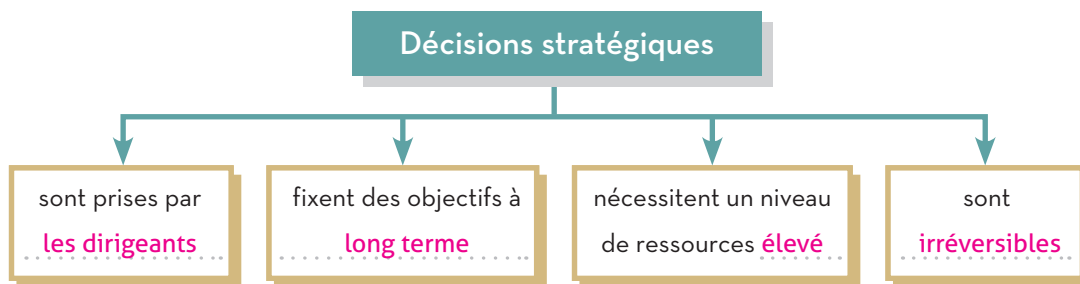 Décisions stratégiques
sont prises par
les dirigeants
fixent des objectifs à
long terme
nécessitent un niveau
de ressources élevé
sont
irréversibles